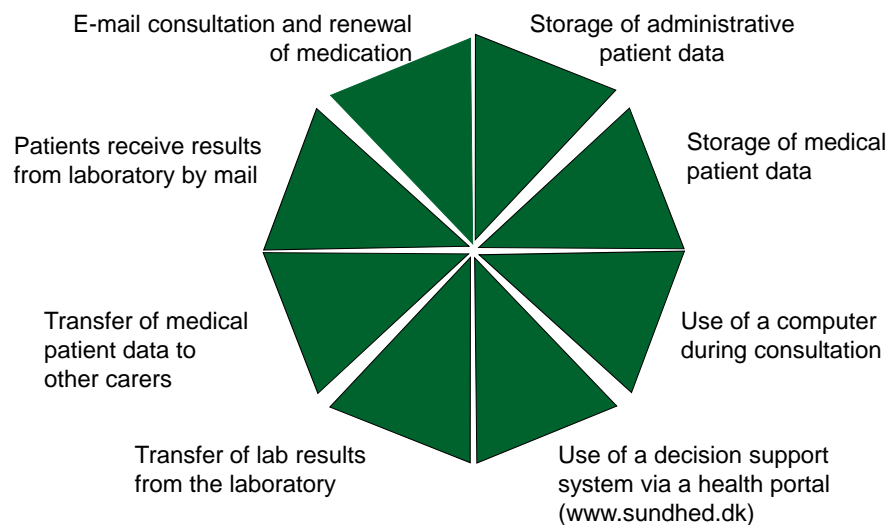 E-mail consultation and renewal
of medication
Storage of administrative
patient data
Patients receive results
from laboratory by mail
Storage of medical
patient data
Transfer of medical
patient data to
other carers
Use of a computer
during consultation
Transfer of lab results
from the laboratory
Use of a decision support
system via a health portal
(www.sundhed.dk)